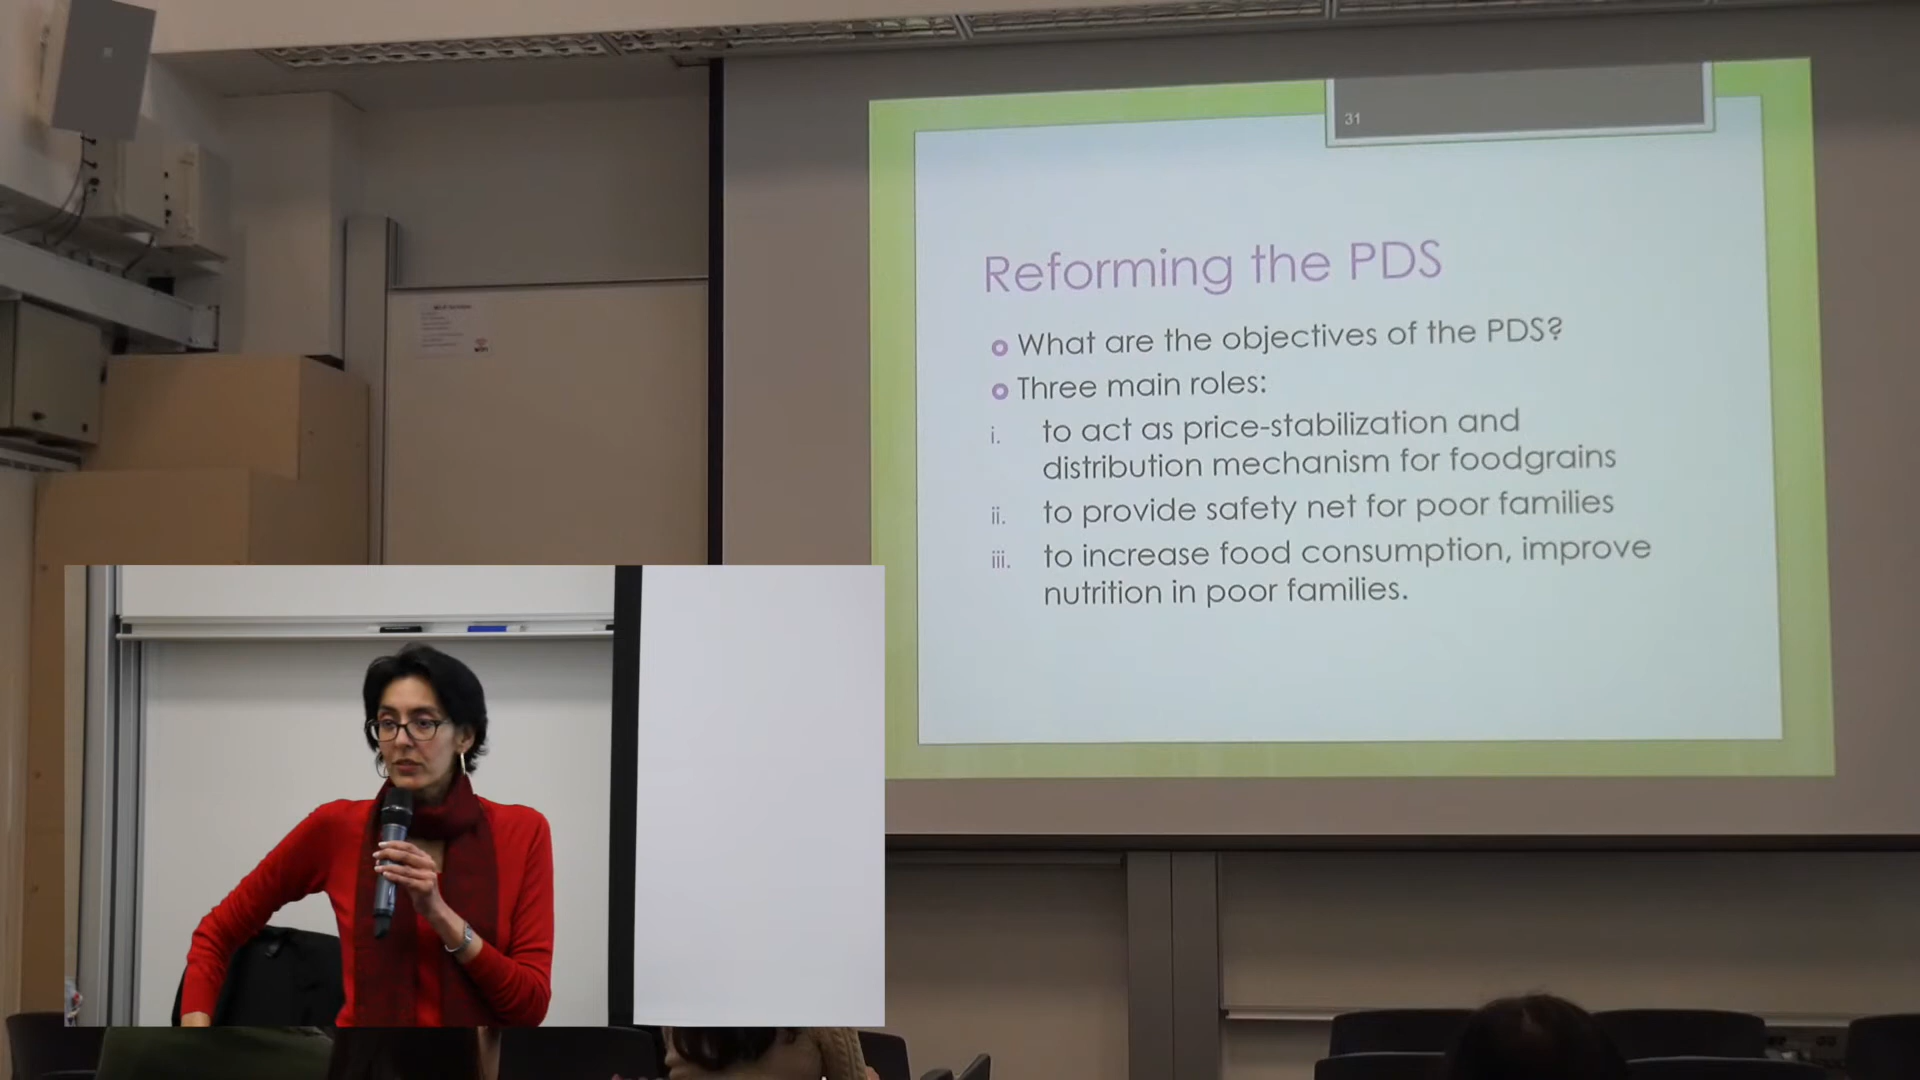 31
Reforming the PDS
What are the objectives of the PDS?
Three main roles:
i. to act as price-stabilization and
distribution mechanism for foodgrains
ii. to provide safety net for poor families
iii. to increase food consumption, improve
nutrition in poor families.